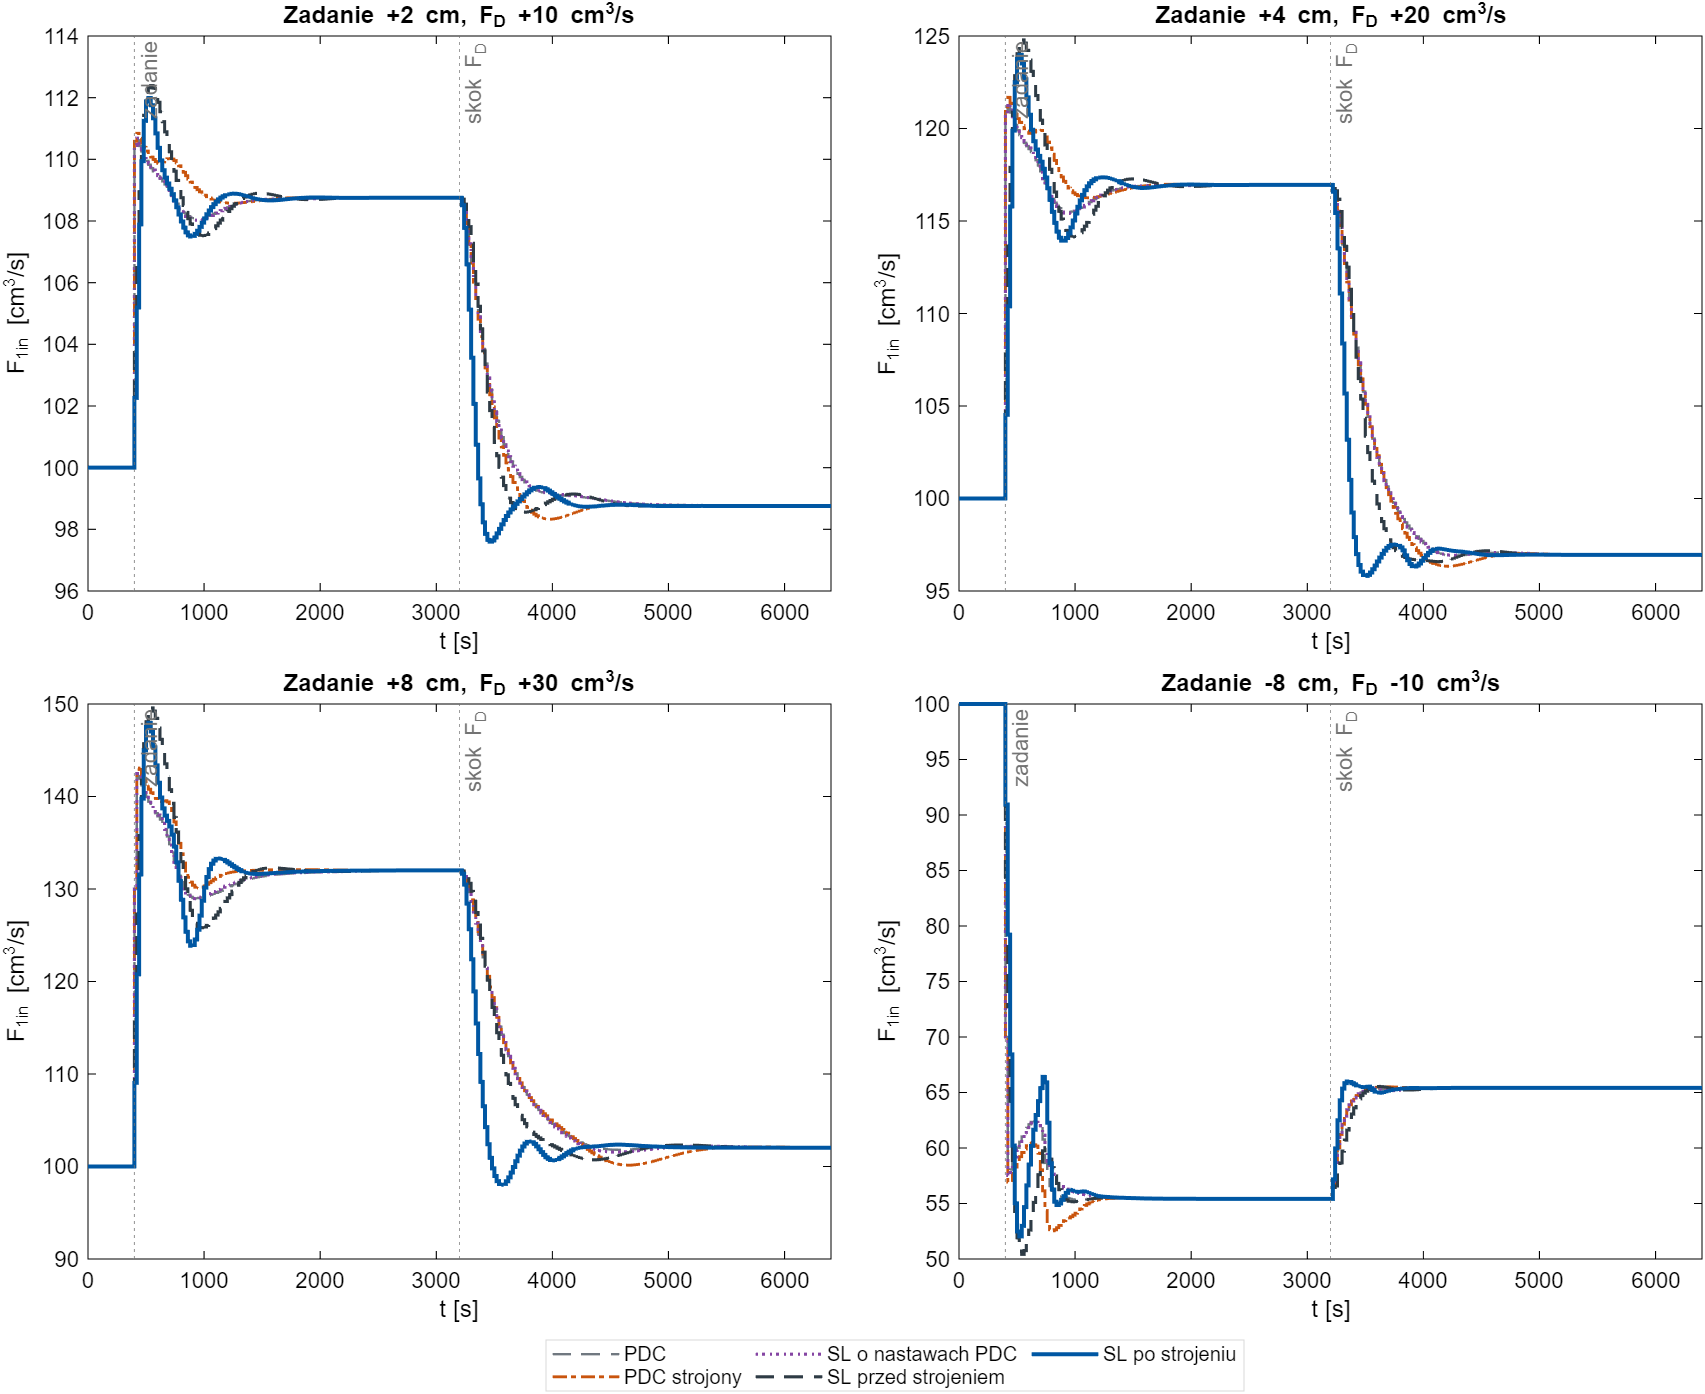 Zadanie +2 cm, F_D +10 cm³/s
114
112
110
108
106
104
102
100
98
96
F_1in [cm³/s]
zadanie
skok F_D
0 1000 2000 3000 4000 5000 6000
t [s]
Zadanie +4 cm, F_D +20 cm³/s
125
120
115
110
105
100
95
F_1in [cm³/s]
zadanie
skok F_D
0 1000 2000 3000 4000 5000 6000
t [s]
Zadanie +8 cm, F_D +30 cm³/s
150
140
130
120
110
100
90
F_1in [cm³/s]
zadanie
skok F_D
0 1000 2000 3000 4000 5000 6000
t [s]
Zadanie -8 cm, F_D -10 cm³/s
100
95
90
85
80
75
70
65
60
55
50
F_1in [cm³/s]
zadanie
skok F_D
0 1000 2000 3000 4000 5000 6000
t [s]
PDC
SL o nastawach PDC
SL po strojeniu
PDC strojony
SL przed strojeniem